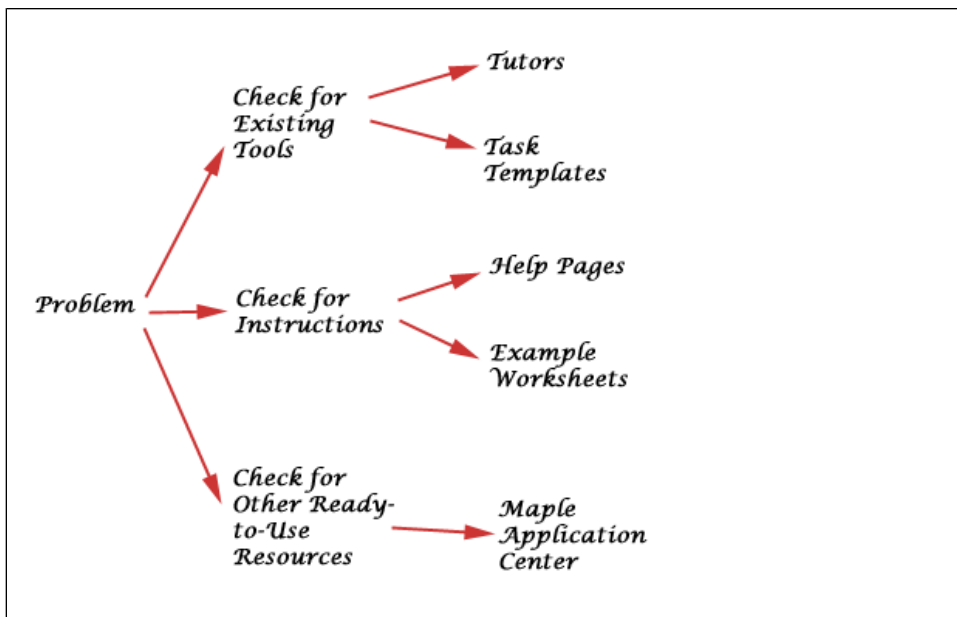 Problem
Check for
Existing
Tools
Tutors
Task
Templates
Check for
Instructions
Help Pages
Example
Worksheets
Check for
Other Ready-
to-Use
Resources
Maple
Application
Center